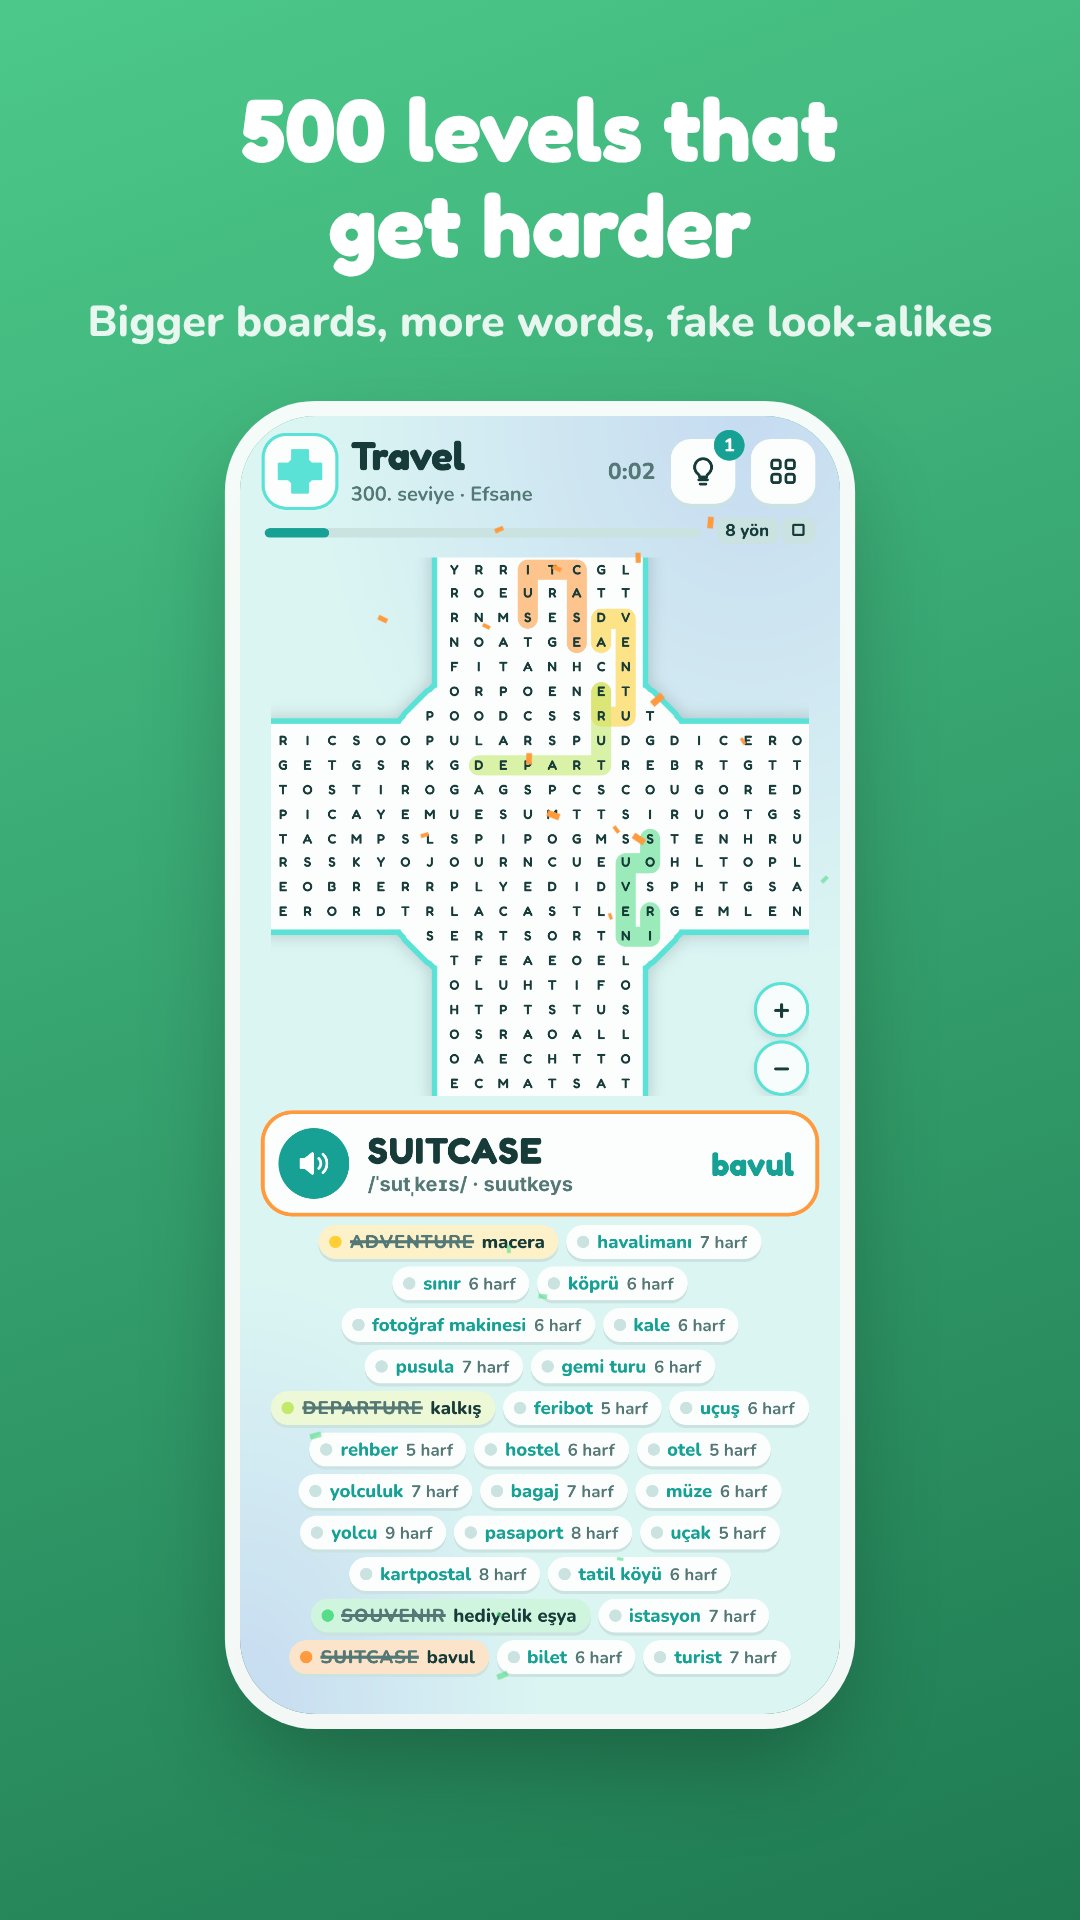 500 levels that
get harder
Bigger boards, more words, fake look-alikes
Travel
300. seviye · Efsane
0:02
1
8 yön
Y R R I T C G L
R O E U R A T T
R N M S E S D V
N O A T G E A E
F I T A N H C N
O R P O E N E T
P O O D C S S R U T
R I C S O O P U L A R S P U D G D I C E R O
G E T G S R K G D E P A R T R E B R T G T T
T O S T I R O G A G S P C S C O U G O R E D
P I C A Y E M U E S U M T T S I R U O T G S
T A C M P S L S P I P O G M S S T E N H R U
R S S K Y O J O U R N C U E U O H L T O P L
E O B R E R R P L Y E D I D V S P H T G S A
E R O R D T R L A C A S T L E R G E M L E N
S E R T S O R T N I
T F E A E O E L
O L U H T I F O
H T P T S T U S
O S R A O A L L
O A E C H T T O
E C M A T S A T
+
−
SUITCASE
/ˈsutˌkeɪs/ · suutkeys
bavul
ADVENTURE macera
havalimanı 7 harf
sınır 6 harf
köprü 6 harf
fotoğraf makinesi 6 harf
kale 6 harf
pusula 7 harf
gemi turu 6 harf
DEPARTURE kalkış
feribot 5 harf
uçuş 6 harf
rehber 5 harf
hostel 6 harf
otel 5 harf
yolculuk 7 harf
bagaj 7 harf
müze 6 harf
yolcu 9 harf
pasaport 8 harf
uçak 5 harf
kartpostal 8 harf
tatil köyü 6 harf
SOUVENIR hediyelik eşya
istasyon 7 harf
SUITCASE bavul
bilet 6 harf
turist 7 harf